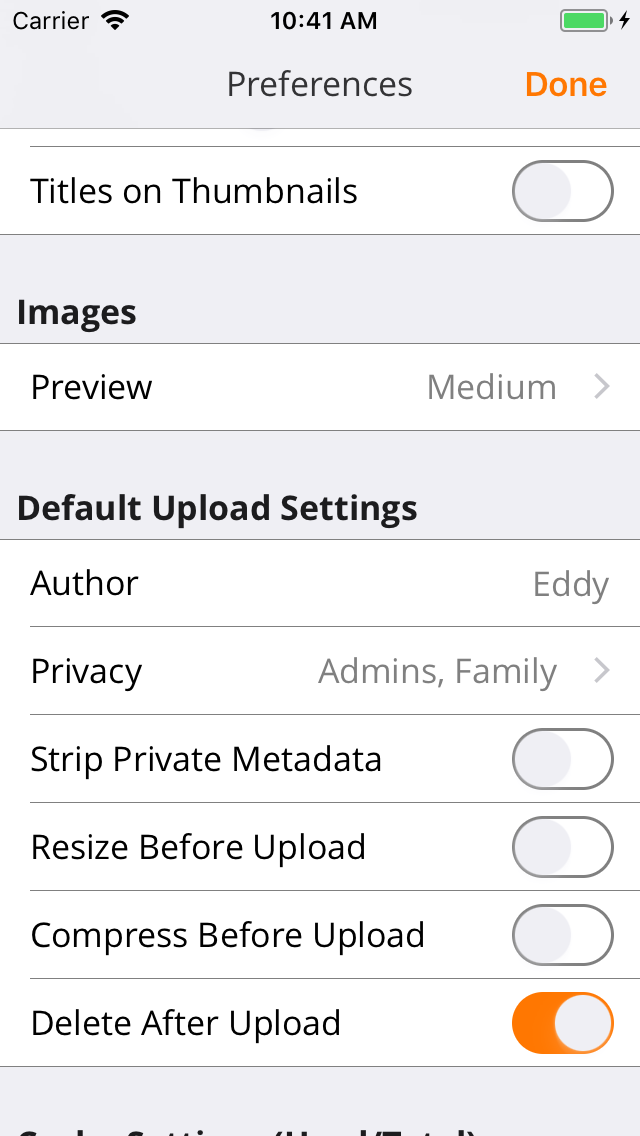 Carrier 10:41 AM
Preferences Done
Titles on Thumbnails
Images
Preview Medium
Default Upload Settings
Author Eddy
Privacy Admins, Family
Strip Private Metadata
Resize Before Upload
Compress Before Upload
Delete After Upload